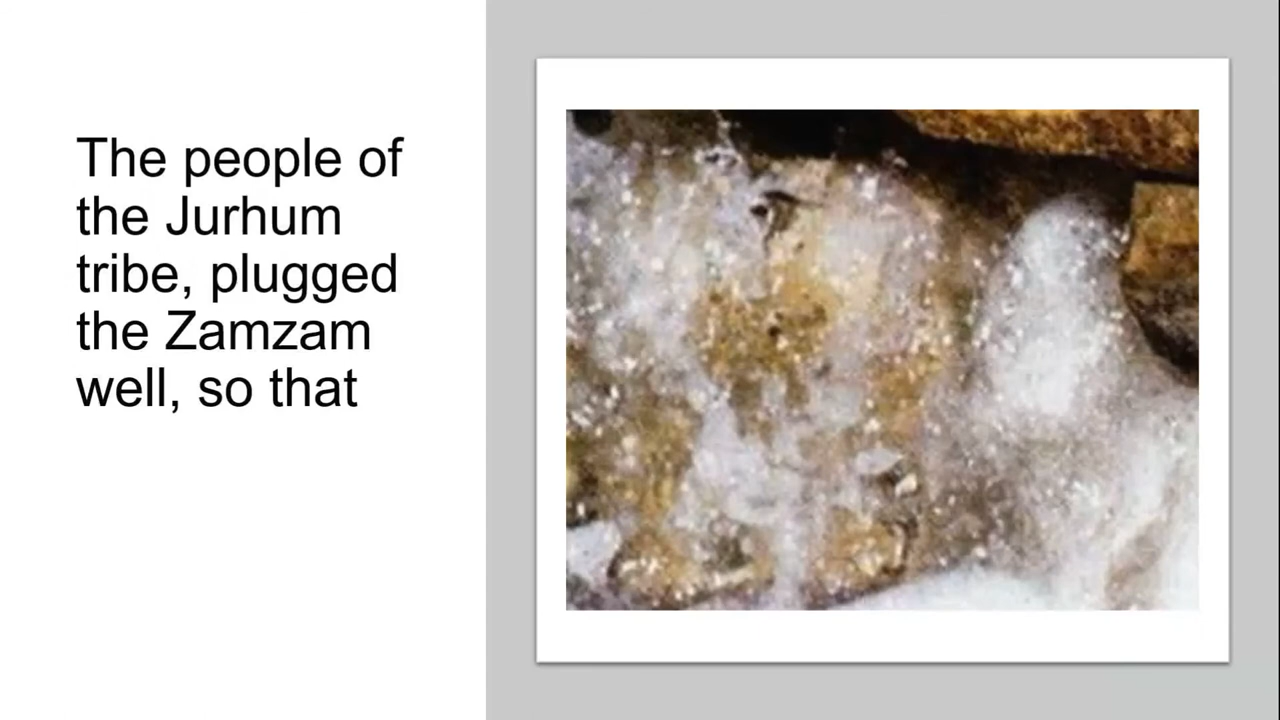 The people of
the Jurhum
tribe, plugged
the Zamzam
well, so that